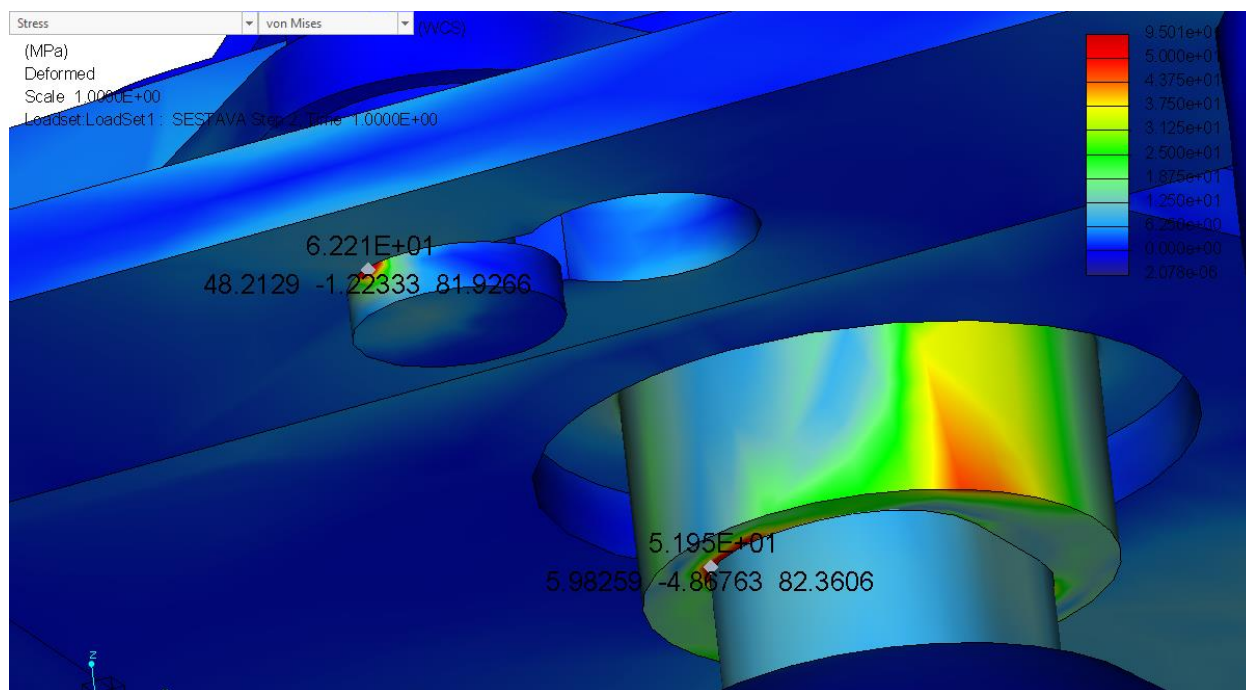 Stress von Mises (WCS)
(MPa)
Deformed
Scale 1.0000E+00
Loadset:LoadSet1 : SESTAVA Step 2, Time 1.0000E+00
9.501e+01
5.000e+01
4.375e+01
3.750e+01
3.125e+01
2.500e+01
1.875e+01
1.250e+01
6.250e+00
0.000e+00
2.078e-06
6.221E+01
48.2129 -1.22333 81.9266
5.195E+01
5.98259 -4.86763 82.3606
z